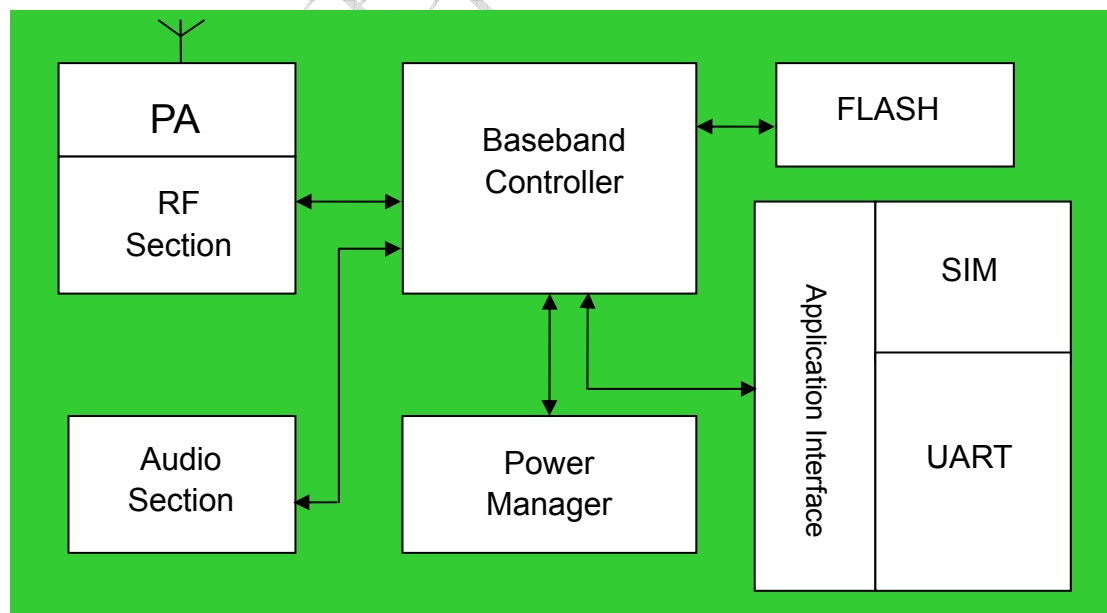 PA
RF
Section
Baseband
Controller
FLASH
Application Interface
SIM
UART
Audio
Section
Power
Manager